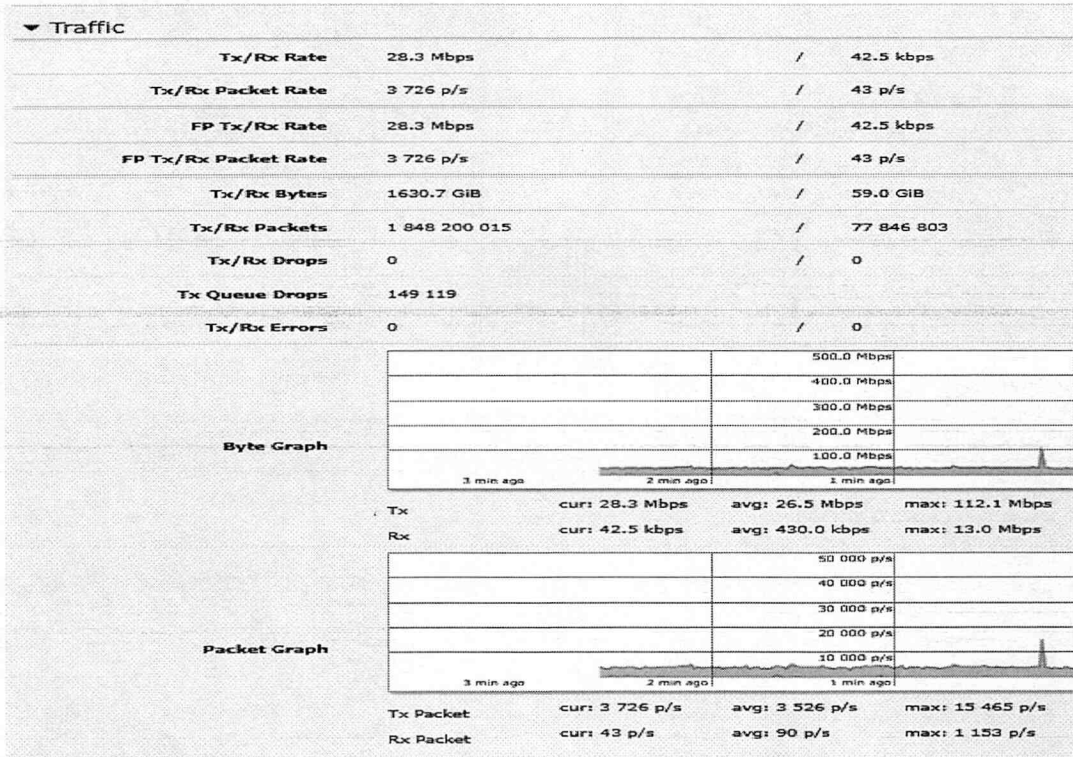 ▼ Traffic
Tx/Rx Rate 28.3 Mbps / 42.5 kbps
Tx/Rx Packet Rate 3 726 p/s / 43 p/s
FP Tx/Rx Rate 28.3 Mbps / 42.5 kbps
FP Tx/Rx Packet Rate 3 726 p/s / 43 p/s
Tx/Rx Bytes 1630.7 GiB / 59.0 GiB
Tx/Rx Packets 1 848 200 015 / 77 846 803
Tx/Rx Drops 0 / 0
Tx Queue Drops 149 119
Tx/Rx Errors 0 / 0
500.0 Mbps
400.0 Mbps
300.0 Mbps
200.0 Mbps
Byte Graph
100.0 Mbps
3 min ago 2 min ago 1 min ago
Tx cur: 28.3 Mbps avg: 26.5 Mbps max: 112.1 Mbps
Rx cur: 42.5 kbps avg: 430.0 kbps max: 13.0 Mbps
50 000 p/s
40 000 p/s
30 000 p/s
20 000 p/s
Packet Graph
10 000 p/s
3 min ago 2 min ago 1 min ago
Tx Packet cur: 3 726 p/s avg: 3 526 p/s max: 15 465 p/s
Rx Packet cur: 43 p/s avg: 90 p/s max: 1 153 p/s